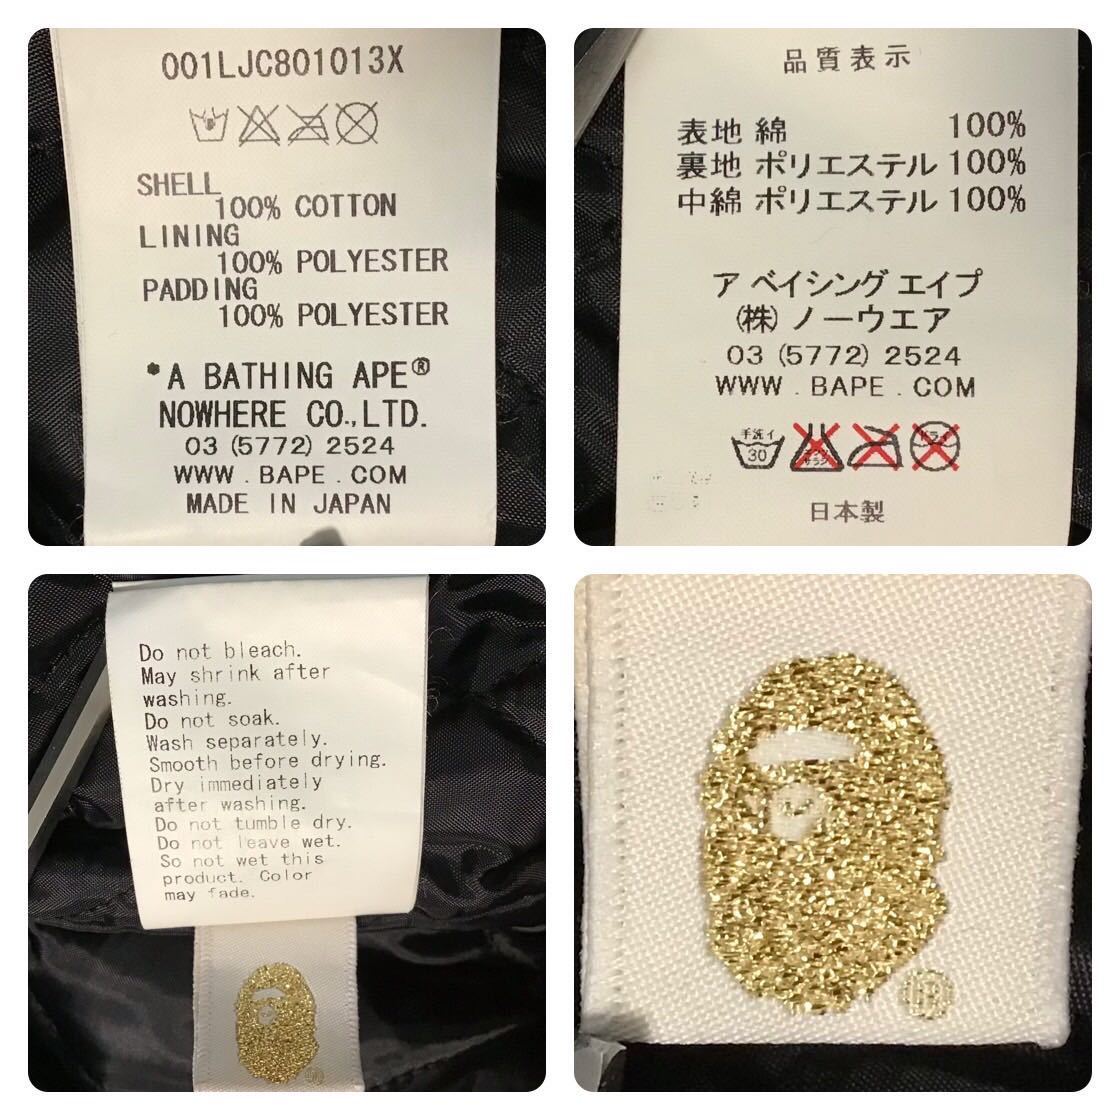 001LJC801013X
SHELL
100% COTTON
LINING
100% POLYESTER
PADDING
100% POLYESTER
*A BATHING APE®
NOWHERE CO.,LTD.
03 (5772) 2524
WWW.BAPE.COM
MADE IN JAPAN
品質表示
表地 綿 100%
裏地 ポリエステル 100%
中綿 ポリエステル 100%
ア ベイシング エイプ
(株) ノーウエア
03 (5772) 2524
WWW.BAPE.COM
手洗イ
30
日本製
Do not bleach.
May shrink after
washing.
Do not soak.
Wash separately.
Smooth before drying.
Dry immediately
after washing.
Do not tumble dry.
Do not leave wet.
So not wet this
product. Color
may fade.
®
®